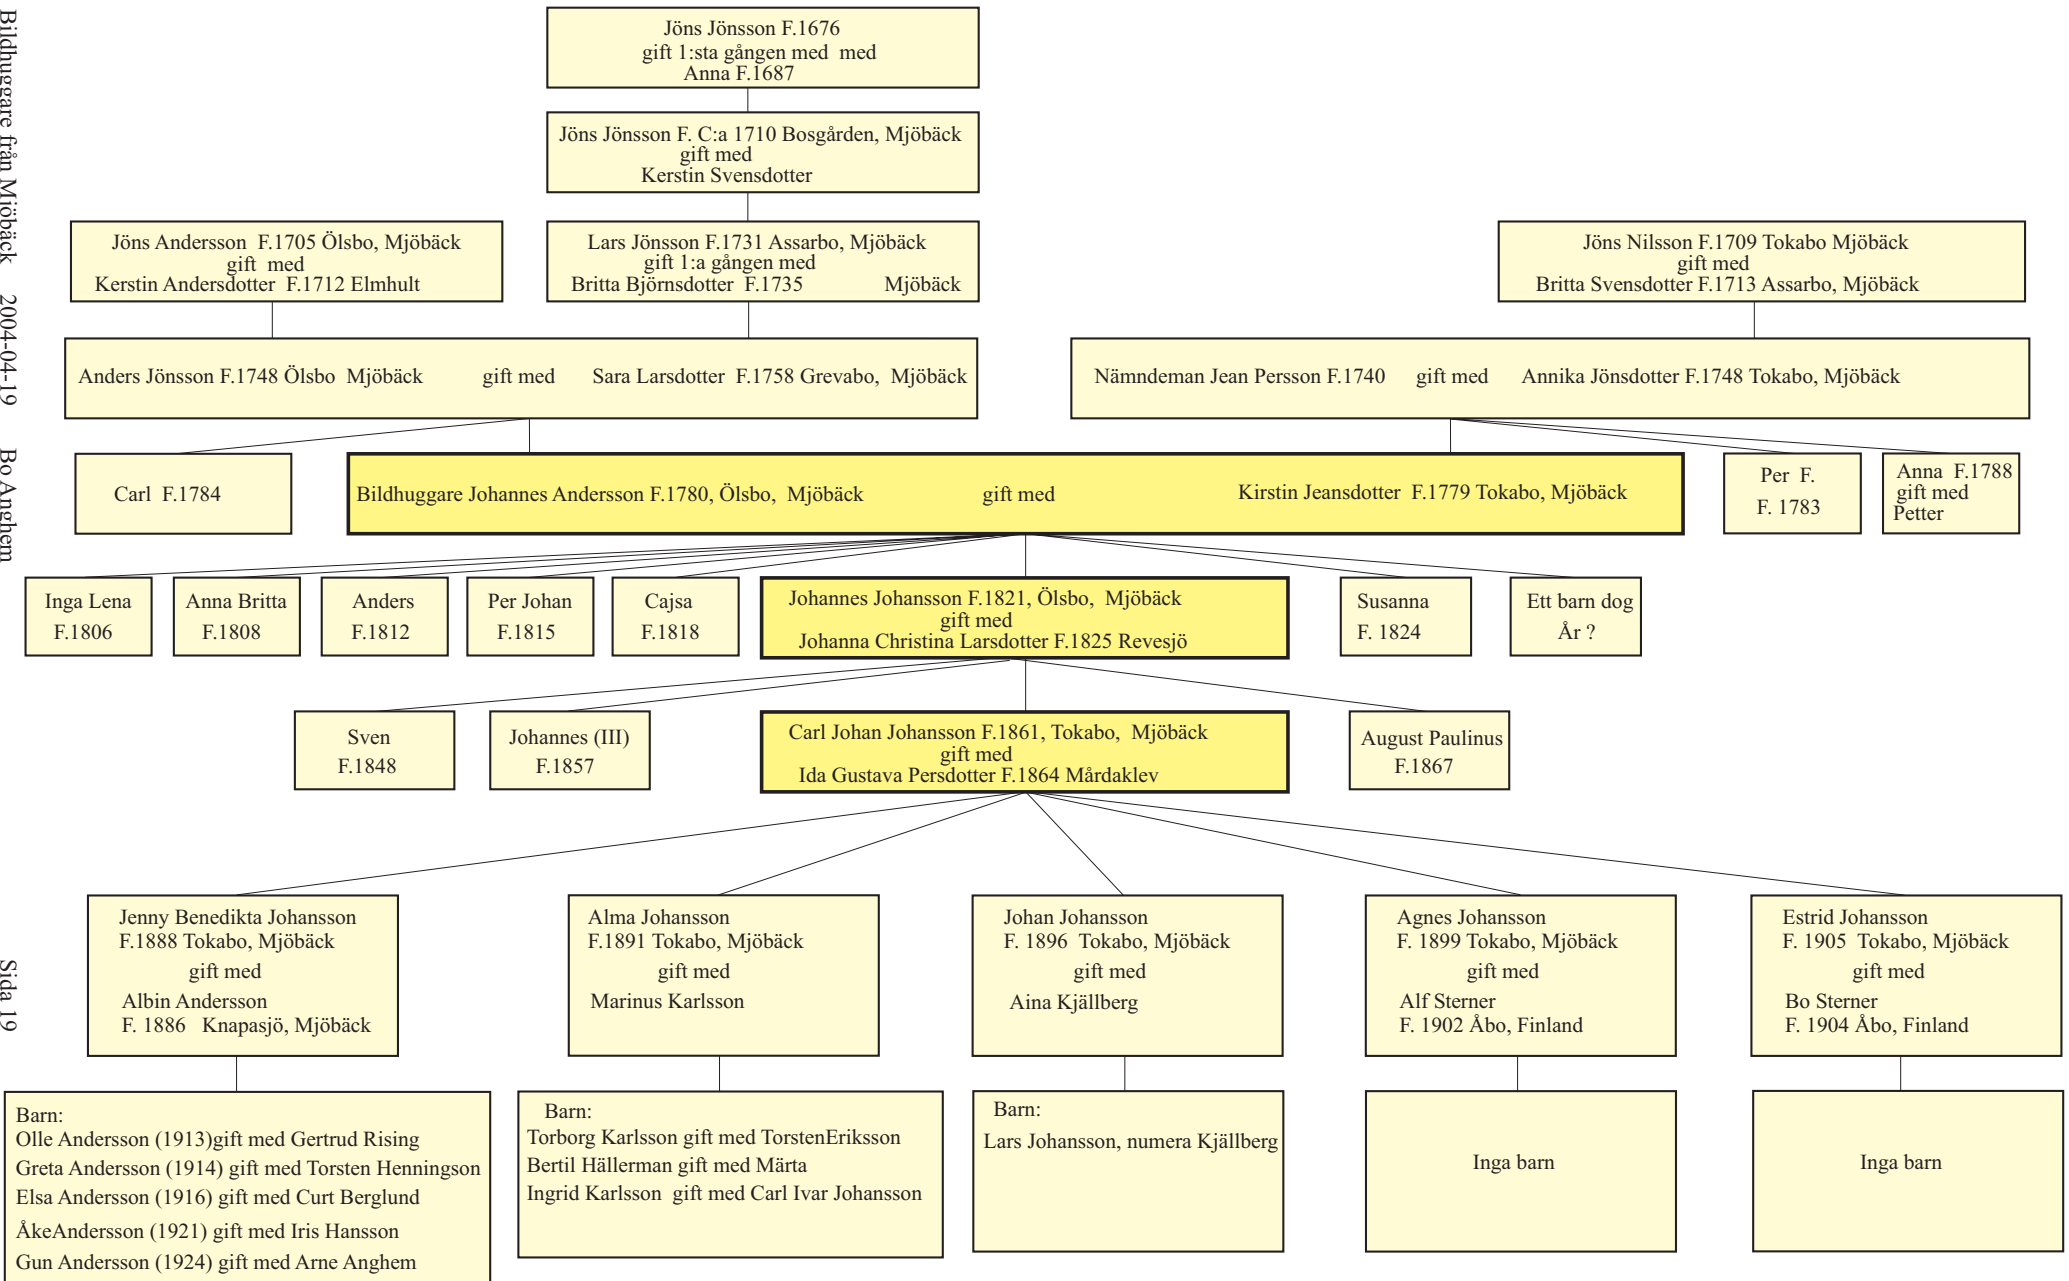 Bildhuggare från Mjöbäck 2004-04-19 Bo Anghem Sida 19
Jöns Jönsson F.1676
gift 1:sta gången med med
Anna F.1687
Jöns Jönsson F. C:a 1710 Bosgården, Mjöbäck
gift med
Kerstin Svensdotter
Jöns Andersson F.1705 Ölsbo, Mjöbäck
gift med
Kerstin Andersdotter F.1712 Elmhult
Lars Jönsson F.1731 Assarbo, Mjöbäck
gift 1:a gången med
Britta Björnsdotter F.1735 Mjöbäck
Jöns Nilsson F.1709 Tokabo Mjöbäck
gift med
Britta Svensdotter F.1713 Assarbo, Mjöbäck
Anders Jönsson F.1748 Ölsbo Mjöbäck gift med Sara Larsdotter F.1758 Grevabo, Mjöbäck
Nämndeman Jean Persson F.1740 gift med Annika Jönsdotter F.1748 Tokabo, Mjöbäck
Carl F.1784
Bildhuggare Johannes Andersson F.1780, Ölsbo, Mjöbäck gift med Kirstin Jeansdotter F.1779 Tokabo, Mjöbäck
Per F.
F. 1783
Anna F.1788
gift med
Petter
Inga Lena
F.1806
Anna Britta
F.1808
Anders
F.1812
Per Johan
F.1815
Cajsa
F.1818
Johannes Johansson F.1821, Ölsbo, Mjöbäck
gift med
Johanna Christina Larsdotter F.1825 Revesjö
Susanna
F. 1824
Ett barn dog
År ?
Sven
F.1848
Johannes (III)
F.1857
Carl Johan Johansson F.1861, Tokabo, Mjöbäck
gift med
Ida Gustava Persdotter F.1864 Mårdaklev
August Paulinus
F.1867
Jenny Benedikta Johansson
F.1888 Tokabo, Mjöbäck
gift med
Albin Andersson
F. 1886 Knapasjö, Mjöbäck
Alma Johansson
F.1891 Tokabo, Mjöbäck
gift med
Marinus Karlsson
Johan Johansson
F. 1896 Tokabo, Mjöbäck
gift med
Aina Kjällberg
Agnes Johansson
F. 1899 Tokabo, Mjöbäck
gift med
Alf Sterner
F. 1902 Åbo, Finland
Estrid Johansson
F. 1905 Tokabo, Mjöbäck
gift med
Bo Sterner
F. 1904 Åbo, Finland
Barn:
Olle Andersson (1913)gift med Gertrud Rising
Greta Andersson (1914) gift med Torsten Henningson
Elsa Andersson (1916) gift med Curt Berglund
ÅkeAndersson (1921) gift med Iris Hansson
Gun Andersson (1924) gift med Arne Anghem
Barn:
Torborg Karlsson gift med TorstenEriksson
Bertil Hällerman gift med Märta
Ingrid Karlsson gift med Carl Ivar Johansson
Barn:
Lars Johansson, numera Kjällberg
Inga barn
Inga barn